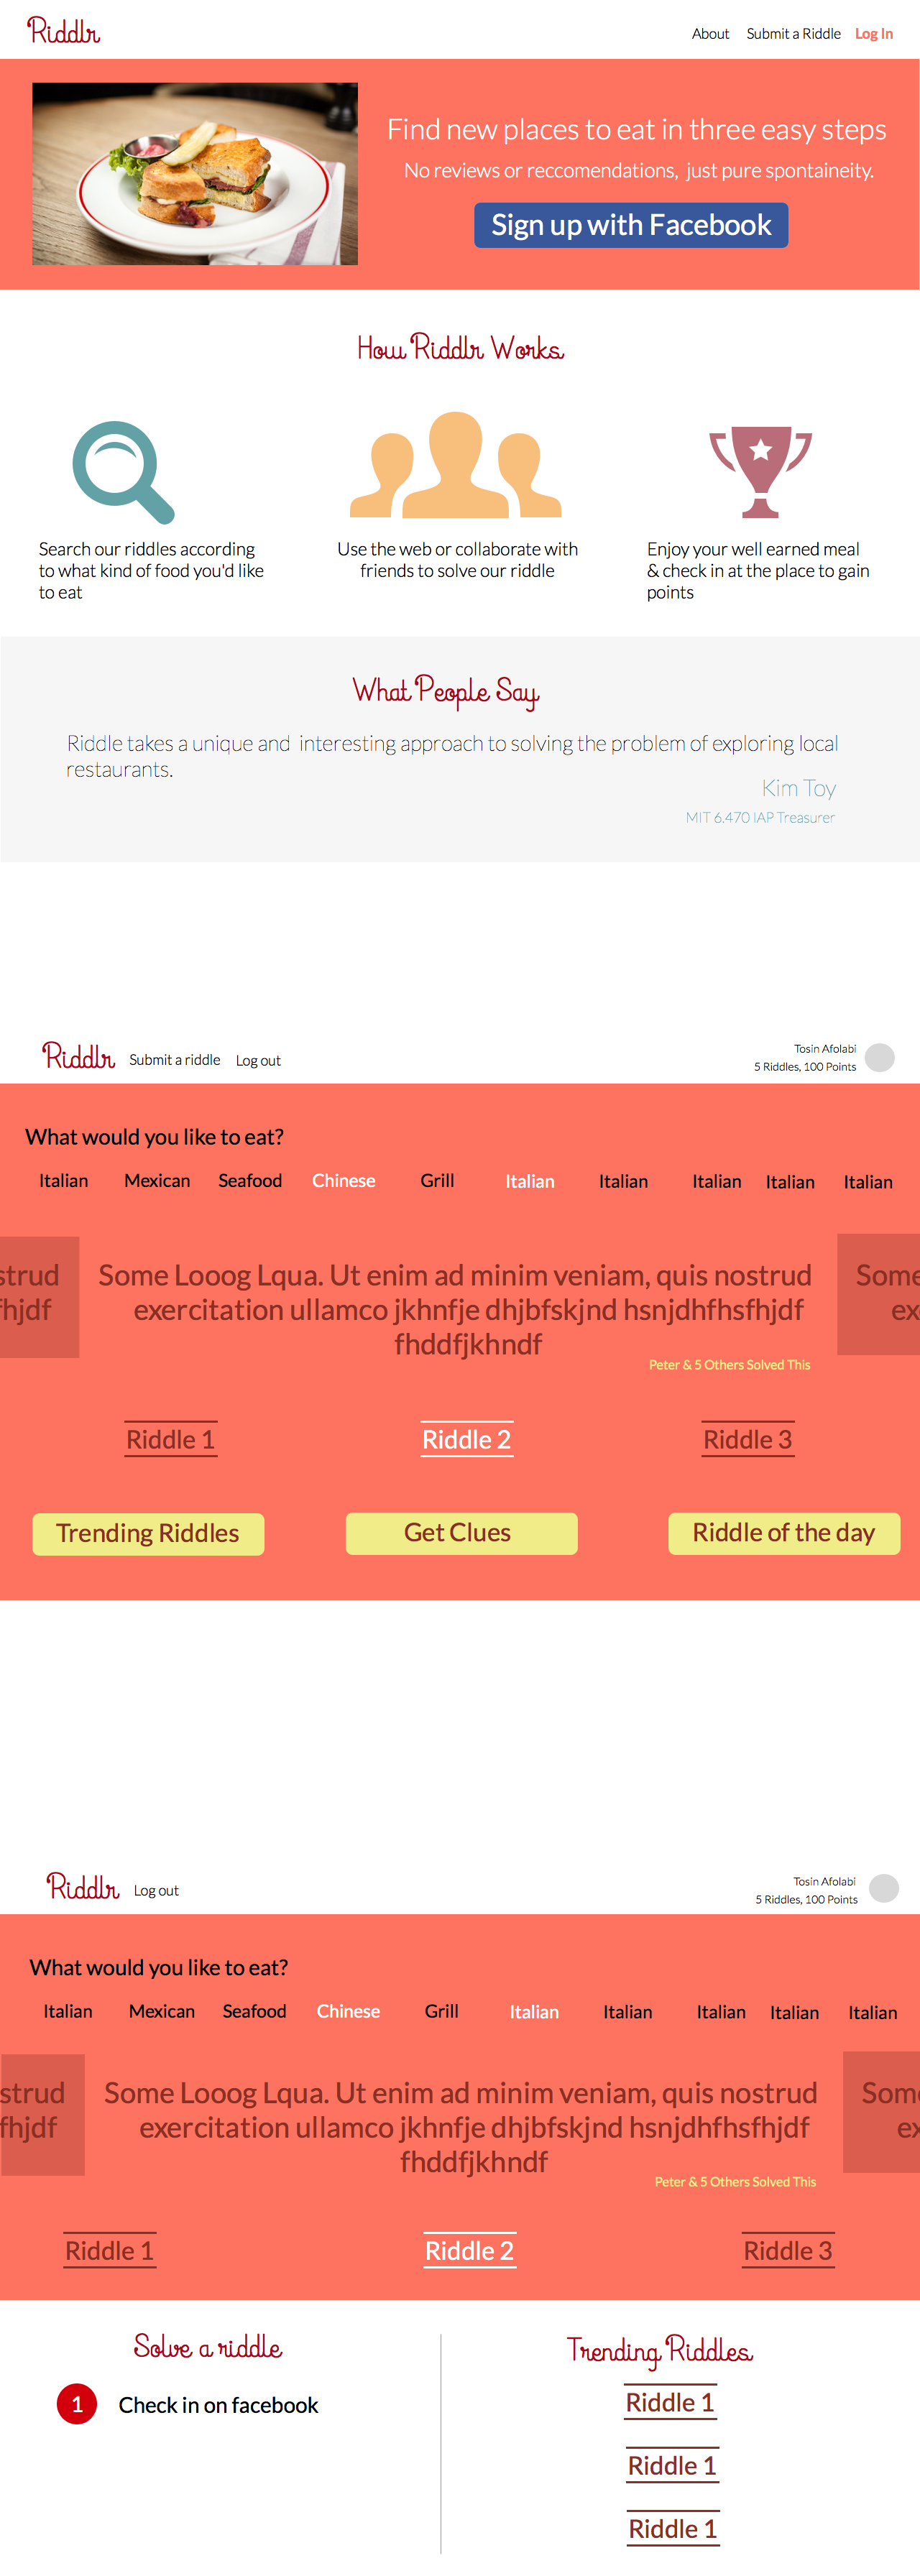 Riddlr
About Submit a Riddle Log In
Find new places to eat in three easy steps
No reviews or reccomendations, just pure spontaineity.
Sign up with Facebook
How Riddlr Works
Search our riddles according
to what kind of food you'd like
to eat
Use the web or collaborate with
friends to solve our riddle
Enjoy your well earned meal
& check in at the place to gain
points
What People Say
Riddle takes a unique and interesting approach to solving the problem of exploring local
restaurants.
Kim Toy
MIT 6.470 IAP Treasurer
Riddlr Submit a riddle Log out
Tosin Afolabi
5 Riddles, 100 Points
What would you like to eat?
Italian Mexican Seafood Chinese Grill Italian Italian Italian Italian Italian
strud
fhjdf
Some Looog Lqua. Ut enim ad minim veniam, quis nostrud
exercitation ullamco jkhnfje dhjbfskjnd hsnjdhfhsfhjdf
fhddfjkhndf
Some
ex
Peter & 5 Others Solved This
Riddle 1 Riddle 2 Riddle 3
Trending Riddles Get Clues Riddle of the day
Riddlr Log out
Tosin Afolabi
5 Riddles, 100 Points
What would you like to eat?
Italian Mexican Seafood Chinese Grill Italian Italian Italian Italian Italian
strud
fhjdf
Some Looog Lqua. Ut enim ad minim veniam, quis nostrud
exercitation ullamco jkhnfje dhjbfskjnd hsnjdhfhsfhjdf
fhddfjkhndf
Som
ex
Peter & 5 Others Solved This
Riddle 1 Riddle 2 Riddle 3
Solve a riddle
1 Check in on facebook
Trending Riddles
Riddle 1
Riddle 1
Riddle 1